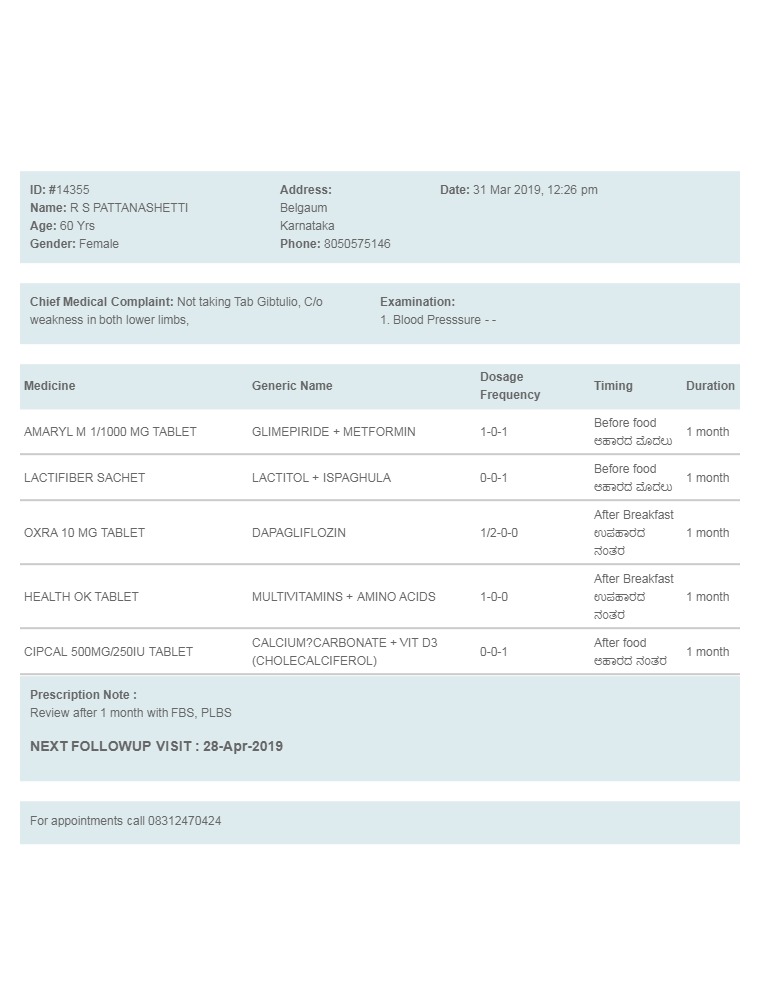 ID: #14355
Name: R S PATTANASHETTI
Age: 60 Yrs
Gender: Female
Address:
Belgaum
Karnataka
Phone: 8050575146
Date: 31 Mar 2019, 12:26 pm
Chief Medical Complaint: Not taking Tab Gibtulio, C/o
weakness in both lower limbs,
Examination:
1. Blood Presssure - -
Medicine Generic Name Dosage Frequency Timing Duration
AMARYL M 1/1000 MG TABLET GLIMEPIRIDE + METFORMIN 1-0-1 Before food ಆಹಾರದ ಮೊದಲು 1 month
LACTIFIBER SACHET LACTITOL + ISPAGHULA 0-0-1 Before food ಆಹಾರದ ಮೊದಲು 1 month
OXRA 10 MG TABLET DAPAGLIFLOZIN 1/2-0-0 After Breakfast ಉಪಹಾರದ ನಂತರ 1 month
HEALTH OK TABLET MULTIVITAMINS + AMINO ACIDS 1-0-0 After Breakfast ಉಪಹಾರದ ನಂತರ 1 month
CIPCAL 500MG/250IU TABLET CALCIUM?CARBONATE + VIT D3 (CHOLECALCIFEROL) 0-0-1 After food ಆಹಾರದ ನಂತರ 1 month
Prescription Note :
Review after 1 month with FBS, PLBS
NEXT FOLLOWUP VISIT : 28-Apr-2019
For appointments call 08312470424